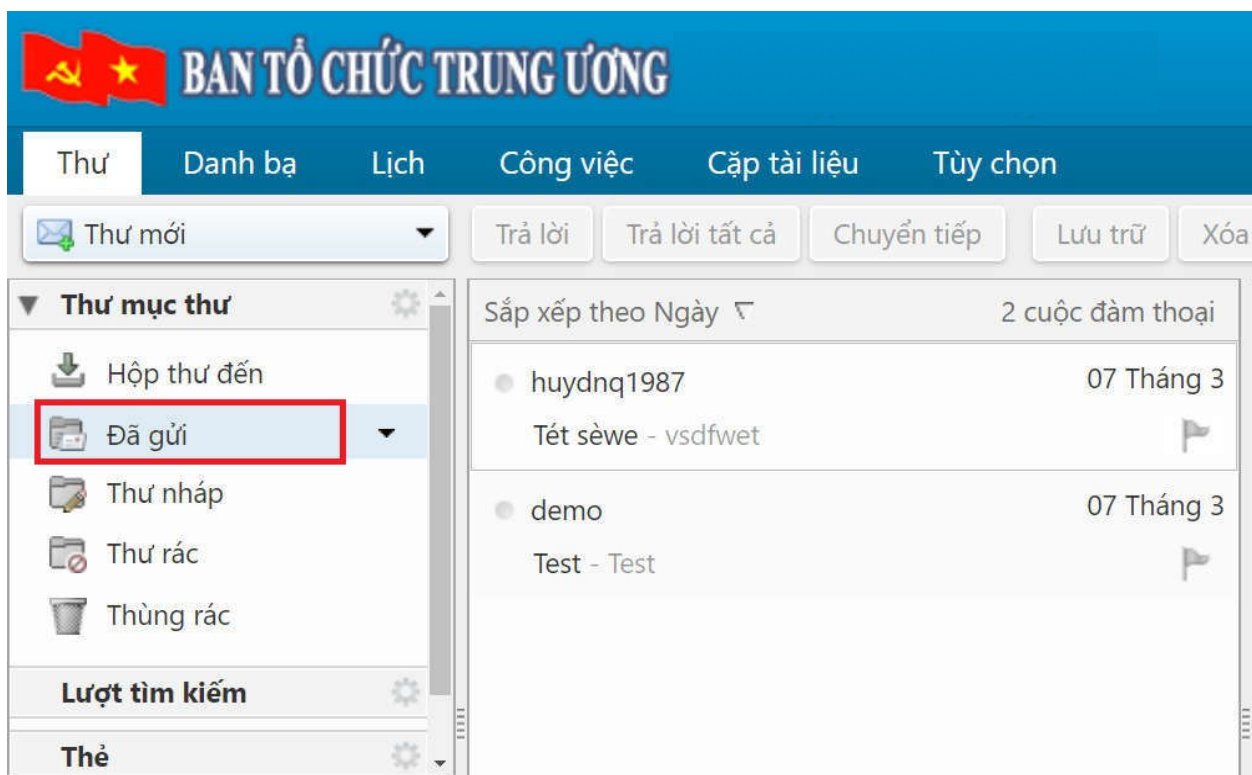 BAN TỔ CHỨC TRUNG ƯƠNG
Thư Danh bạ Lịch Công việc Cặp tài liệu Tùy chọn
Thư mới Trả lời Trả lời tất cả Chuyển tiếp Lưu trữ Xóa
Thư mục thư
Hộp thư đến
Đã gửi
Thư nháp
Thư rác
Thùng rác
Lượt tìm kiếm
Thẻ
Sắp xếp theo Ngày 2 cuộc đàm thoại
huydnq1987 07 Tháng 3
Tét sèwe - vsdfwet
demo 07 Tháng 3
Test - Test